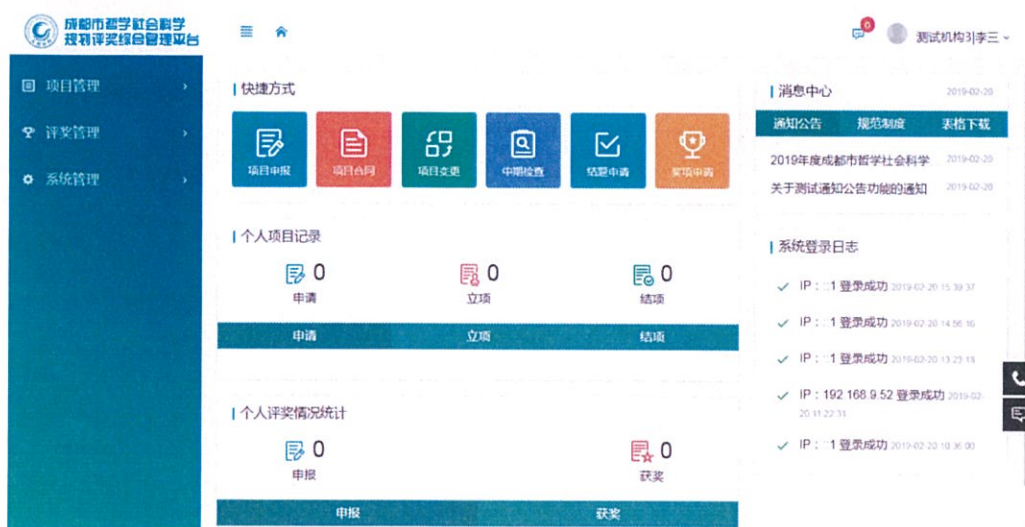 成都市哲学社会科学
规划评奖综合管理平台
0
测试机构3|李三
项目管理
评奖管理
系统管理
快捷方式
项目申报
项目合同
项目变更
中期检查
结题申请
奖项申请
个人项目记录
0
申请
0
立项
0
结项
申请 立项 结项
个人评奖情况统计
0
申报
0
获奖
申报 获奖
消息中心 2019-02-20
通知公告 规范制度 表格下载
2019年度成都市哲学社会科学 2019-02-20
关于测试通知公告功能的通知 2019-02-20
系统登录日志
IP：::1 登录成功 2019-02-20 15:39:37
IP：::1 登录成功 2019-02-20 14:56:16
IP：::1 登录成功 2019-02-20 13:23:13
IP：192.168.9.52 登录成功 2019-02-
20 11:22:31
IP：::1 登录成功 2019-02-20 10:36:00